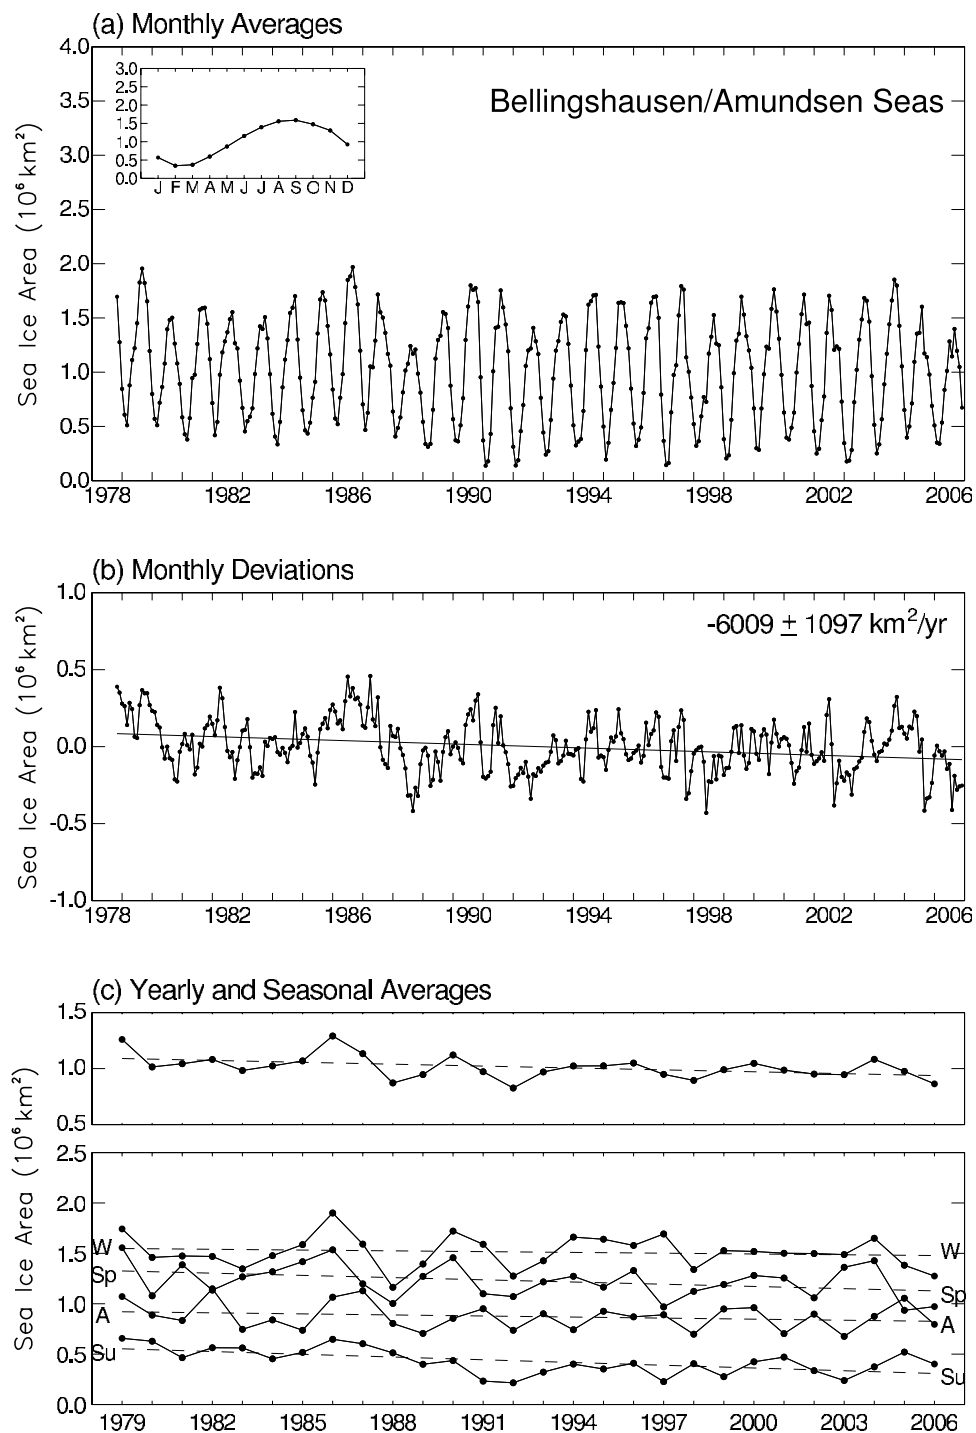 (a) Monthly Averages
4.0
3.5
3.0
2.5
2.0
1.5
1.0
0.5
0.0
Sea Ice Area (10⁶ km²)
3.0
2.5
2.0
1.5
1.0
0.5
0.0
J F M A M J J A S O N D
Bellingshausen/Amundsen Seas
1978 1982 1986 1990 1994 1998 2002 2006
(b) Monthly Deviations
1.0
0.5
0.0
-0.5
-1.0
Sea Ice Area (10⁶ km²)
-6009 ± 1097 km²/yr
1978 1982 1986 1990 1994 1998 2002 2006
(c) Yearly and Seasonal Averages
1.5
1.0
0.5
Sea Ice Area (10⁶ km²)
2.5
2.0
1.5
1.0
0.5
0.0
W W
Sp Sp
A A
Su Su
1979 1982 1985 1988 1991 1994 1997 2000 2003 2006